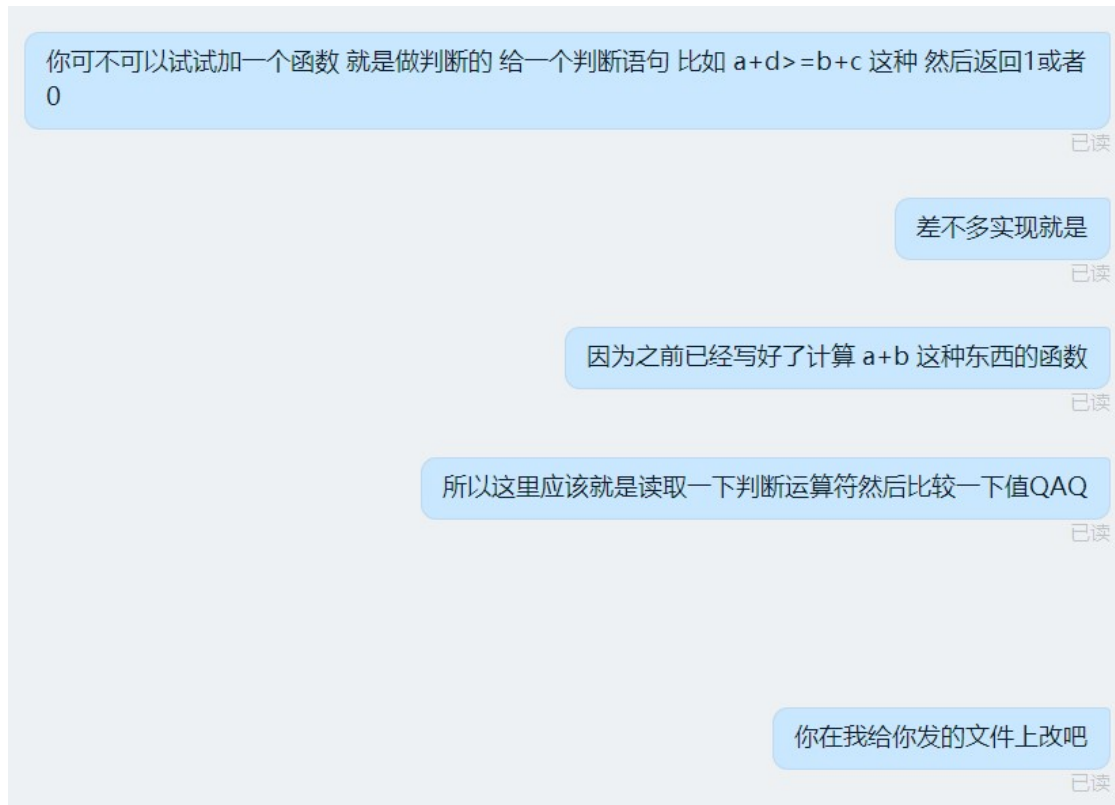 你可不可以试试加一个函数 就是做判断的 给一个判断语句 比如 a+d>=b+c 这种 然后返回1或者
0
已读
差不多实现就是
已读
因为之前已经写好了计算 a+b 这种东西的函数
已读
所以这里应该就是读取一下判断运算符然后比较一下值QAQ
已读
你在我给你发的文件上改吧
已读